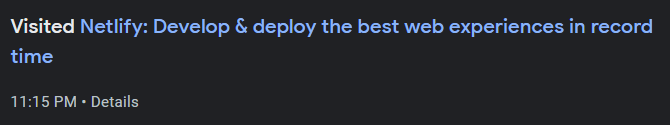 Visited Netlify: Develop & deploy the best web experiences in record
time
11:15 PM • Details